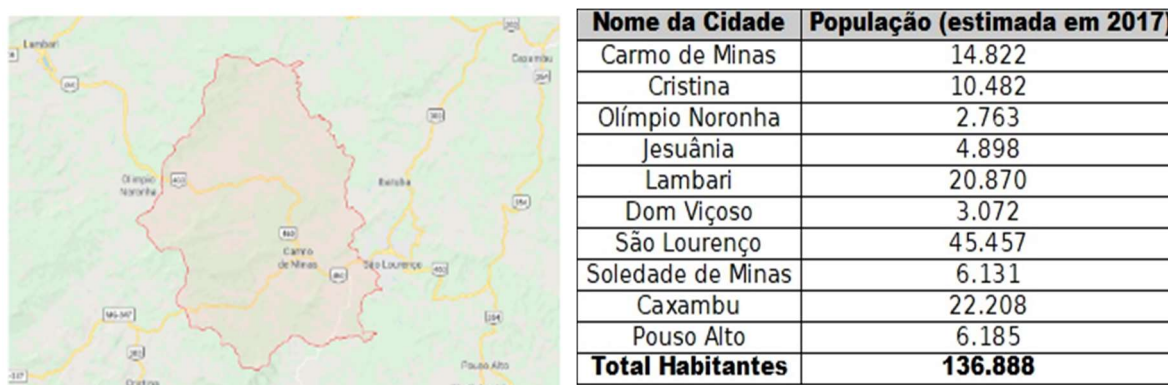 Lambari
Caxambu
Olímpio
Noronha
Itatuba
Carmo
de Minas
São Lourenço
MG-347
Pouso Alto
Cristina
Nome da Cidade População (estimada em 2017)
Carmo de Minas 14.822
Cristina 10.482
Olímpio Noronha 2.763
Jesuânia 4.898
Lambari 20.870
Dom Viçoso 3.072
São Lourenço 45.457
Soledade de Minas 6.131
Caxambu 22.208
Pouso Alto 6.185
Total Habitantes 136.888